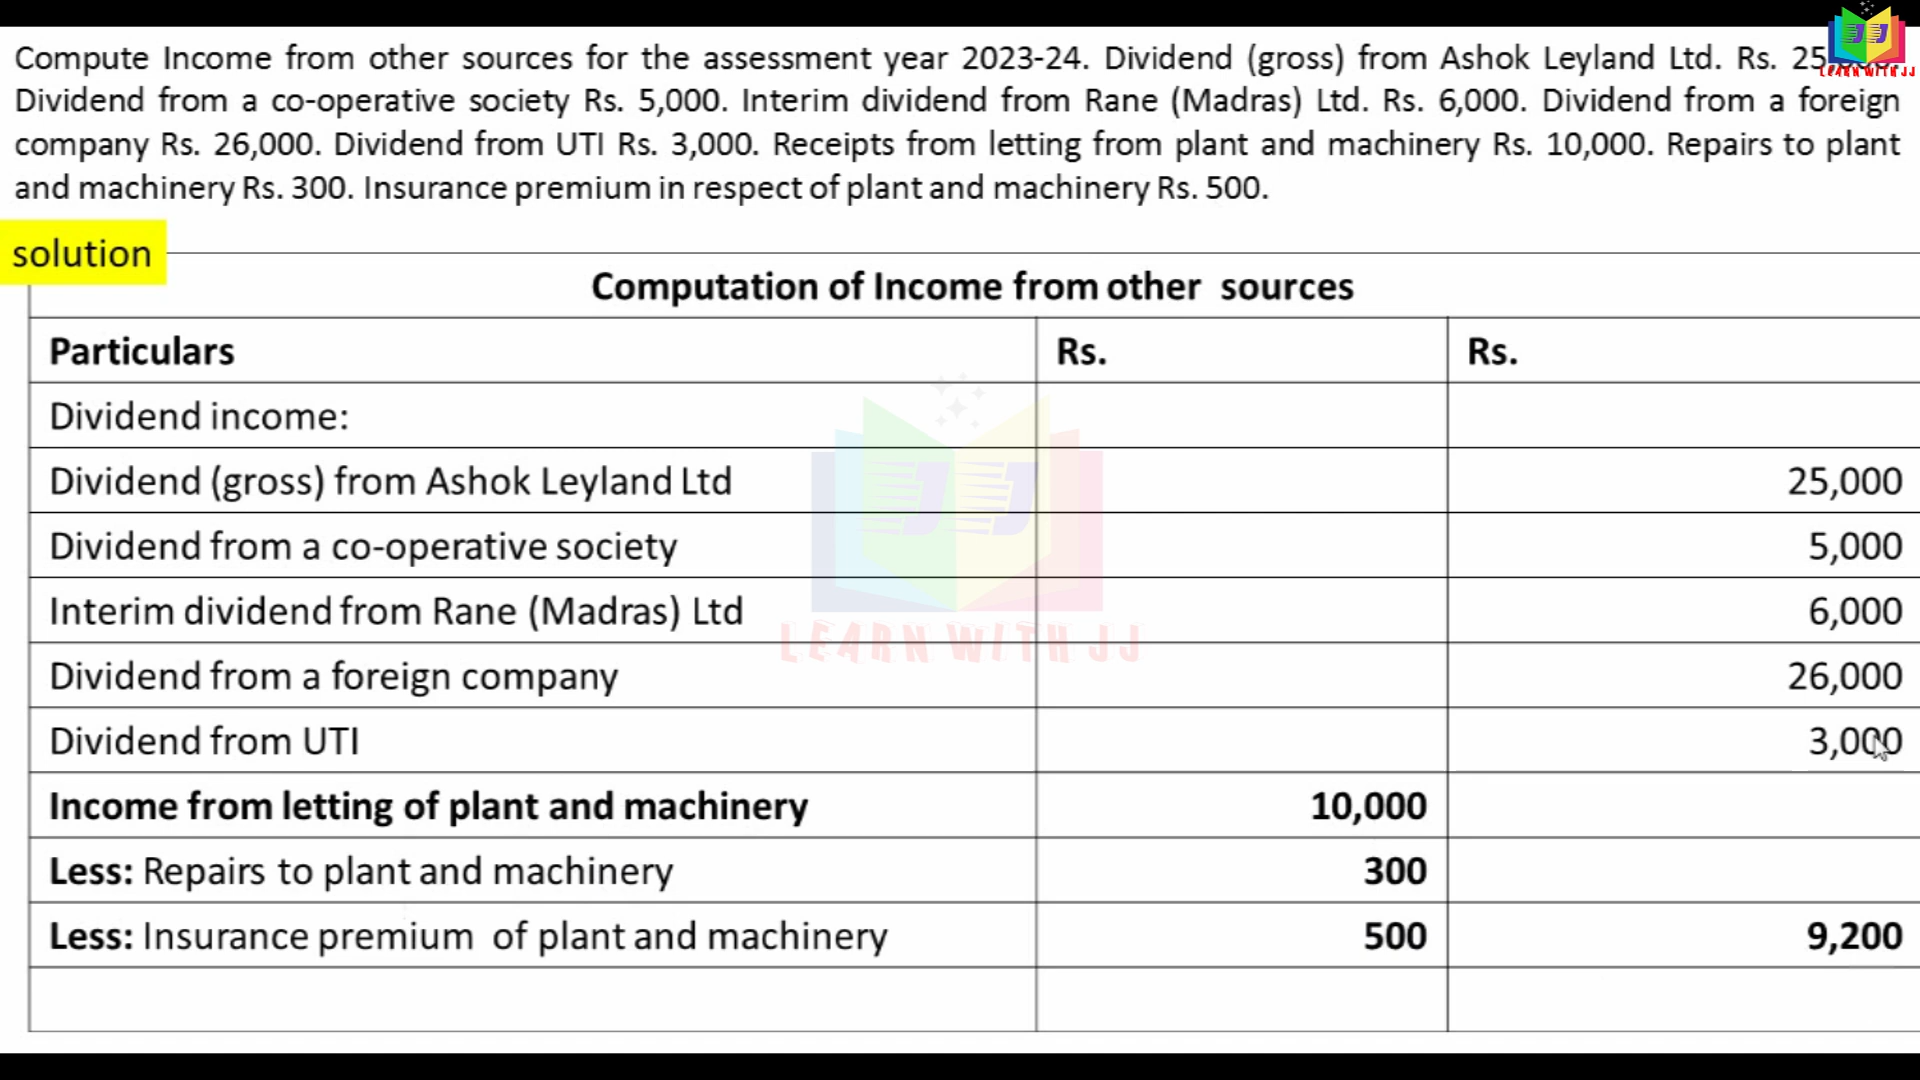 Compute Income from other sources for the assessment year 2023-24. Dividend (gross) from Ashok Leyland Ltd. Rs.
LEARN WITH JJ
Dividend from a co-operative society Rs. 5,000. Interim dividend from Rane (Madras) Ltd. Rs. 6,000. Dividend from a foreign
company Rs. 26,000. Dividend from UTI Rs. 3,000. Receipts from letting from plant and machinery Rs. 10,000. Repairs to plant
and machinery Rs. 300. Insurance premium in respect of plant and machinery Rs. 500.
solution
Computation of Income from other sources
Particulars Rs. Rs.
Dividend income:
Dividend (gross) from Ashok Leyland Ltd 25,000
Dividend from a co-operative society 5,000
Interim dividend from Rane (Madras) Ltd 6,000
LEARN WITH JJ
Dividend from a foreign company 26,000
Dividend from UTI 3,000
Income from letting of plant and machinery 10,000
Less: Repairs to plant and machinery 300
Less: Insurance premium of plant and machinery 500 9,200